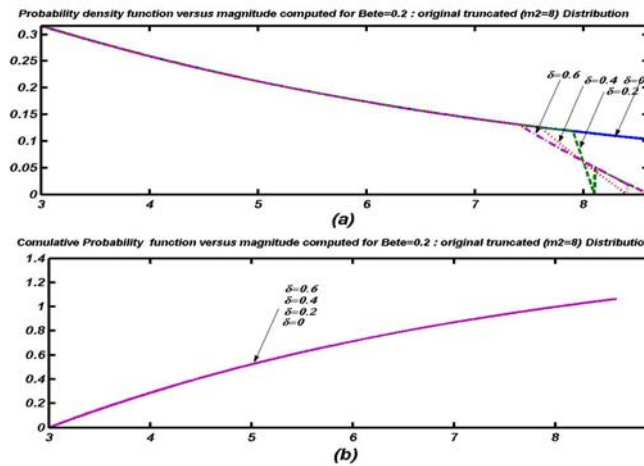 Probability density function versus magnitude computed for Bete=0.2 : original truncated (m2=8) Distribution
0.3
0.25
0.2
0.15
0.1
0.05
0
δ=0.6
δ=0.4
δ=0.2
δ=0
3
4
5
6
7
8
(a)
Comulative Probability function versus magnitude computed for Bete=0.2 : original truncated (m2=8) Distribution
1.4
1.2
1
0.8
0.6
0.4
0.2
0
δ=0.6
δ=0.4
δ=0.2
δ=0
3
4
5
6
7
8
(b)